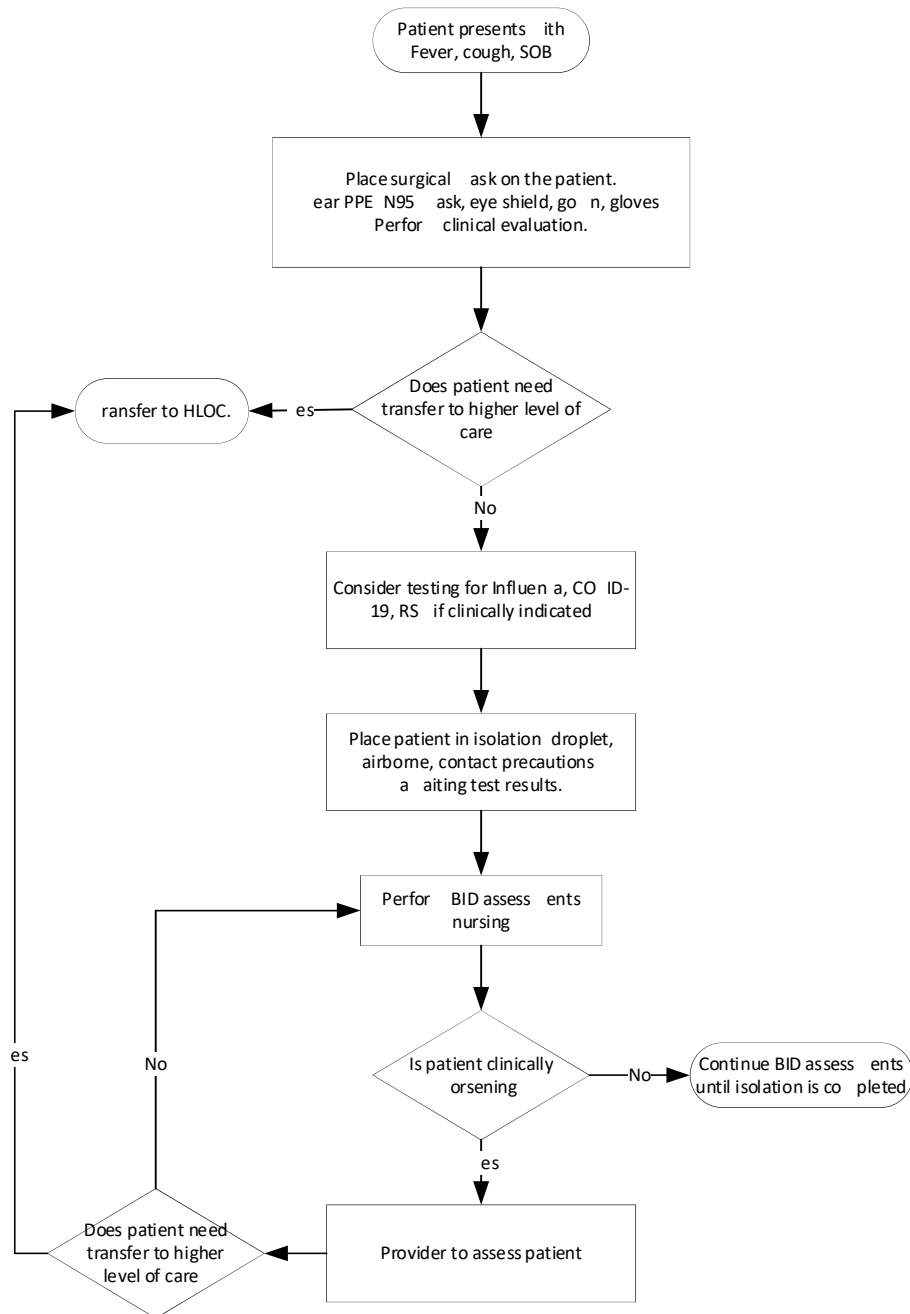 Patient presents ith
Fever, cough, SOB
Place surgical ask on the patient.
ear PPE N95 ask, eye shield, go n, gloves
Perfor clinical evaluation.
Does patient need
transfer to higher level of
care
es
ransfer to HLOC.
No
Consider testing for Influen a, CO ID-
19, RS if clinically indicated
Place patient in isolation droplet,
airborne, contact precautions
a aiting test results.
Perfor BID assess ents
nursing
Is patient clinically
orsening
No
Continue BID assess ents
until isolation is co pleted.
es
Provider to assess patient
Does patient need
transfer to higher
level of care
No
es